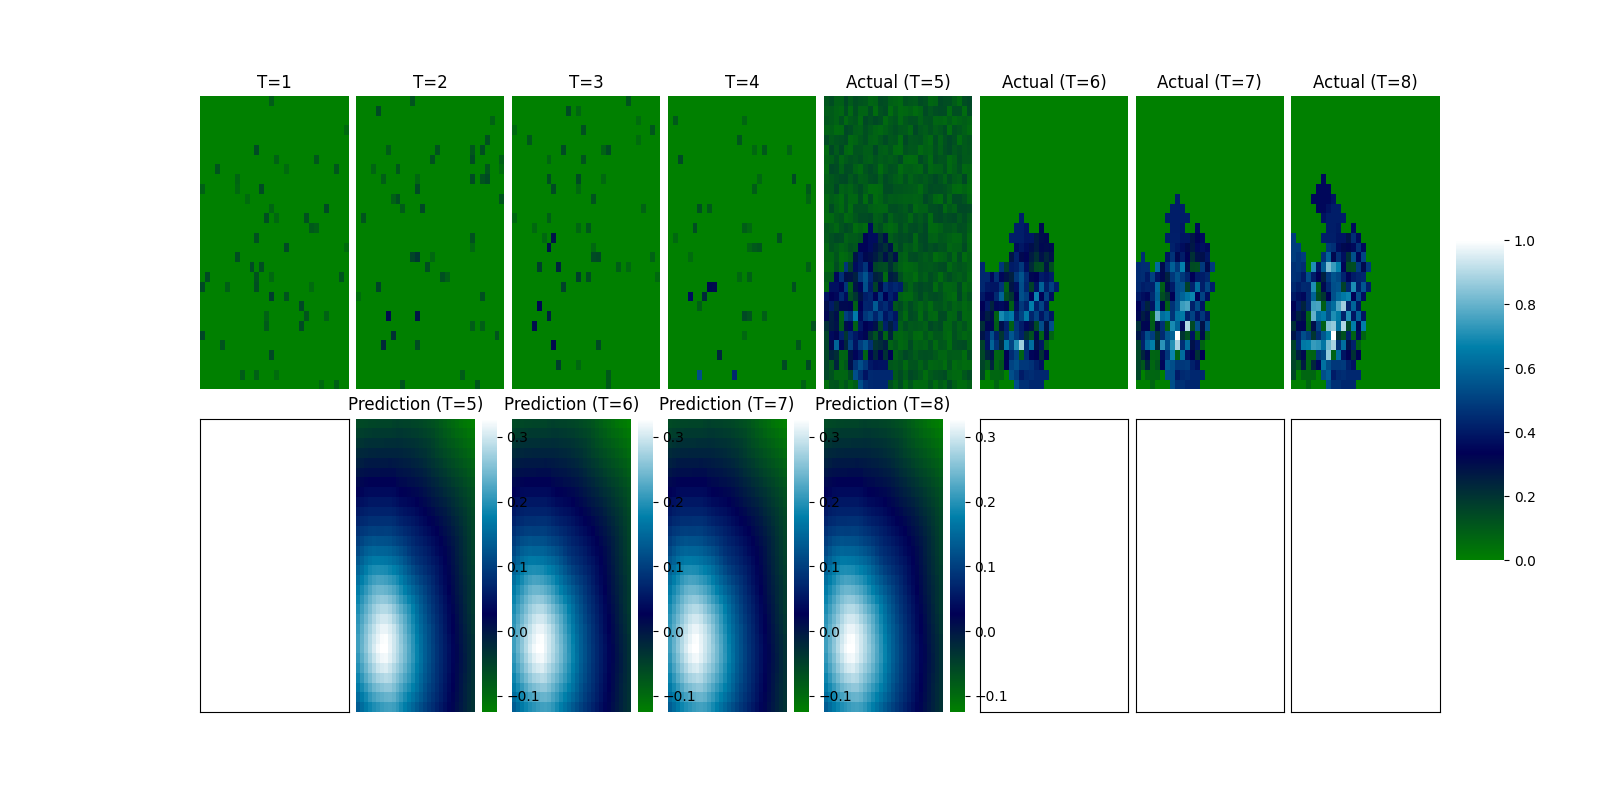 T=1
T=2
T=3
T=4
Actual (T=5)
Actual (T=6)
Actual (T=7)
Actual (T=8)
1.0
0.8
0.6
0.4
0.2
0.0
Prediction (T=5)
Prediction (T=6)
Prediction (T=7)
Prediction (T=8)
0.3
0.2
0.1
0.0
−0.1
0.3
0.2
0.1
0.0
−0.1
0.3
0.2
0.1
0.0
−0.1
0.3
0.2
0.1
0.0
−0.1